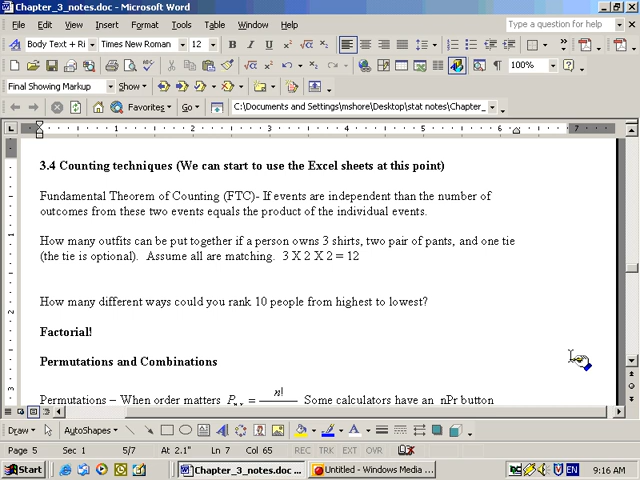 Chapter_3_notes.doc - Microsoft Word
File Edit View Insert Format Tools Table Window Help
Type a question for help
Body Text + Ri Times New Roman 12
100%
Final Showing Markup Show
Favorites Go C:\Documents and Settings\mshore\Desktop\stat notes\Chapter_
1 2 3 4 5 6 7
3.4 Counting techniques (We can start to use the Excel sheets at this point)
Fundamental Theorem of Counting (FTC)- If events are independent than the number of
outcomes from these two events equals the product of the individual events.
How many outfits can be put together if a person owns 3 shirts, two pair of pants, and one tie
(the tie is optional). Assume all are matching. 3 X 2 X 2 = 12
How many different ways could you rank 10 people from highest to lowest?
Factorial!
Permutations and Combinations
Permutations – When order matters P = n! Some calculators have an nPr button
Draw AutoShapes
Page 5 Sec 1 5/7 At 2.1" Ln 7 Col 65 REC TRK EXT OVR
Start Chapter_3_notes.doc ... Untitled - Windows Media ... EN 9:16 AM